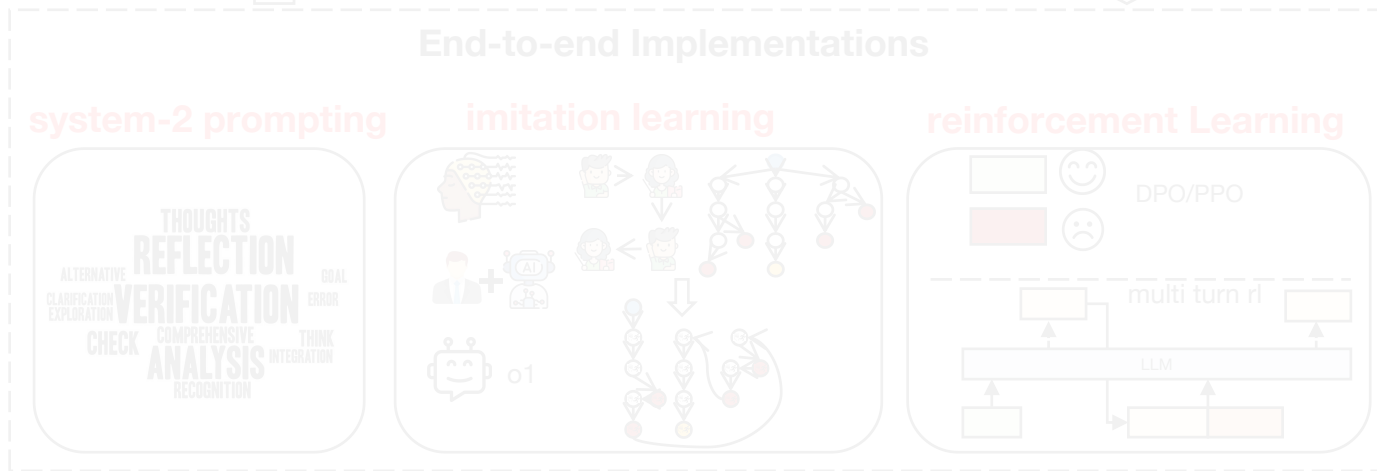 End-to-end Implementations
system-2 prompting
imitation learning
reinforcement Learning
THOUGHTS
REFLECTION
ALTERNATIVE
GOAL
CLARIFICATION
VERIFICATION
ERROR
EXPLORATION
CHECK
COMPREHENSIVE
THINK
ANALYSIS
INTEGRATION
RECOGNITION
AI
o1
DPO/PPO
multi turn rl
LLM